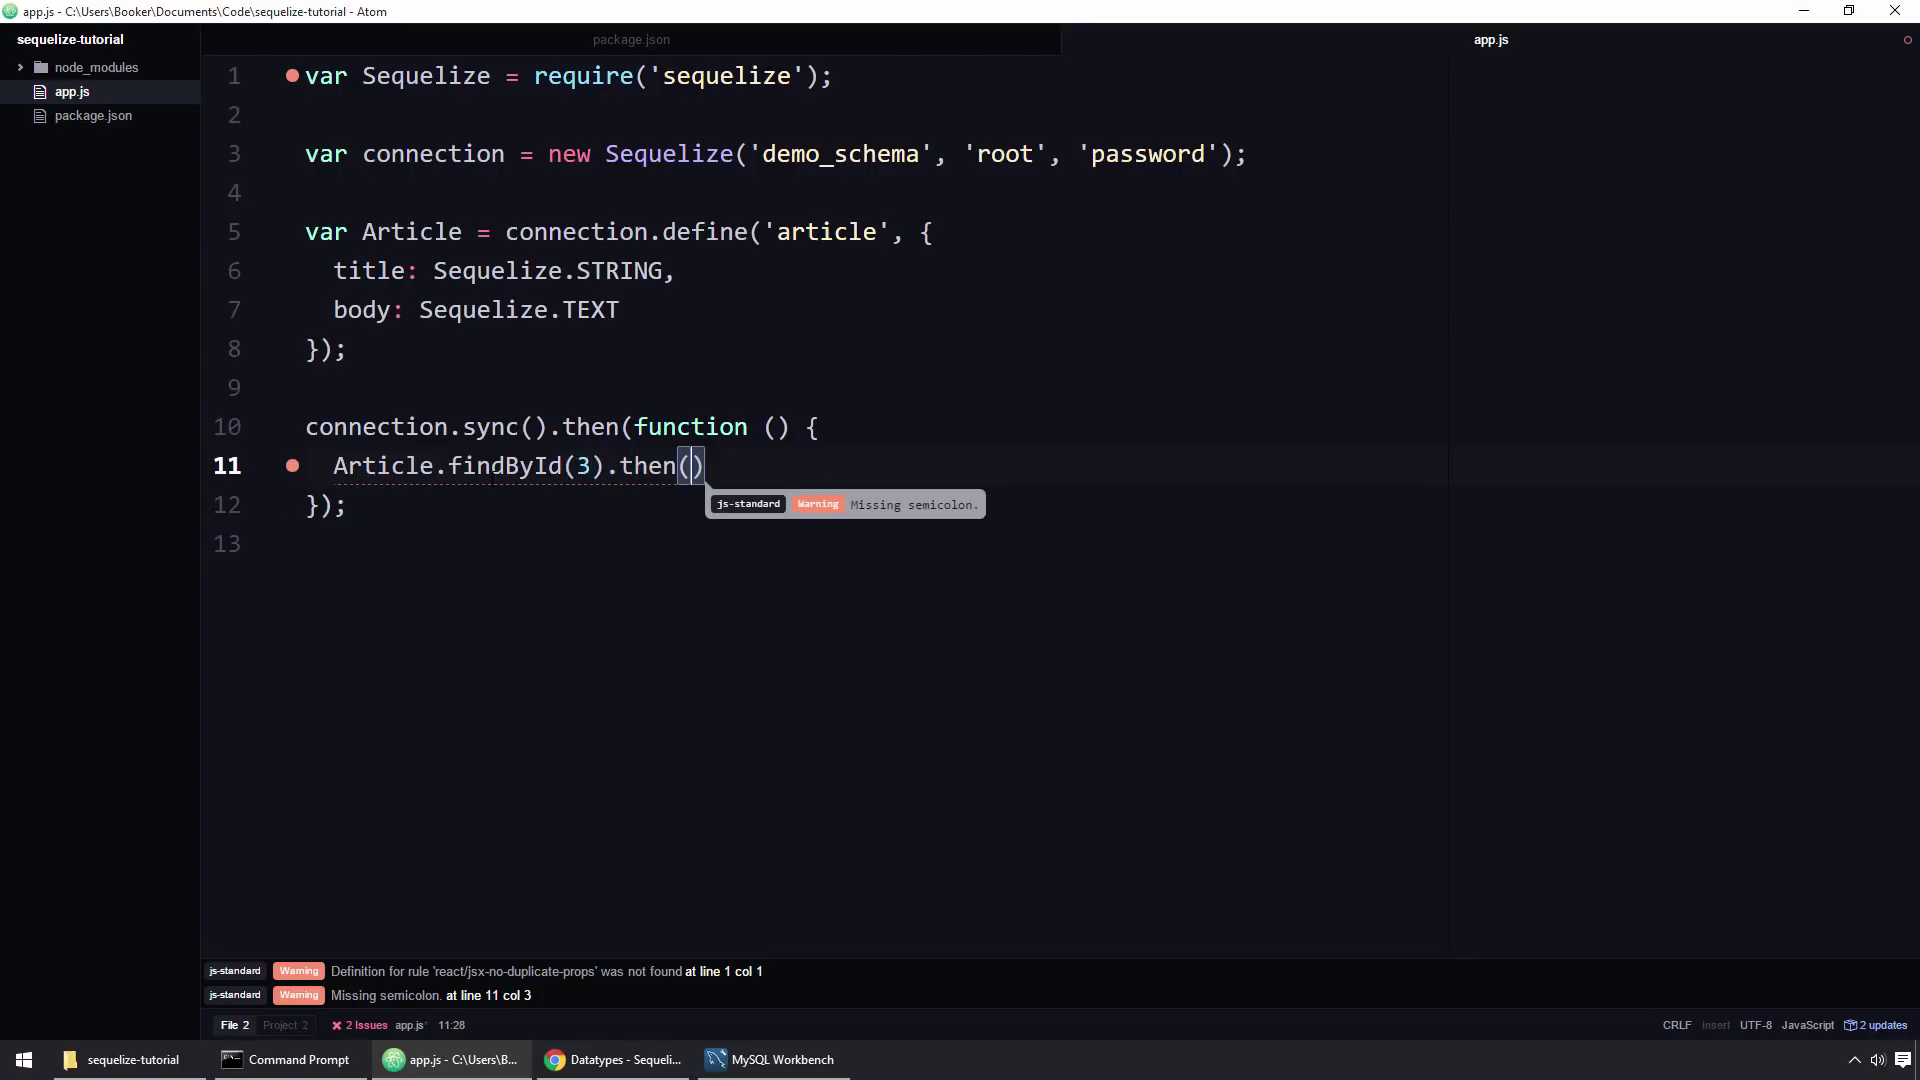 app.js - C:\Users\Booker\Documents\Code\sequelize-tutorial - Atom
sequelize-tutorial
node_modules
app.js
package.json
package.json
app.js
1 var Sequelize = require('sequelize');
2
3 var connection = new Sequelize('demo_schema', 'root', 'password');
4
5 var Article = connection.define('article', {
6 title: Sequelize.STRING,
7 body: Sequelize.TEXT
8 });
9
10 connection.sync().then(function () {
11 Article.findById(3).then()
js-standard Warning Missing semicolon.
12 });
13
js-standard Warning Definition for rule 'react/jsx-no-duplicate-props' was not found at line 1 col 1
js-standard Warning Missing semicolon. at line 11 col 3
File 2 Project 2 2 Issues app.js* 11:28 CRLF Insert UTF-8 JavaScript 2 updates
sequelize-tutorial Command Prompt app.js - C:\Users\B... Datatypes - Sequeli... MySQL Workbench